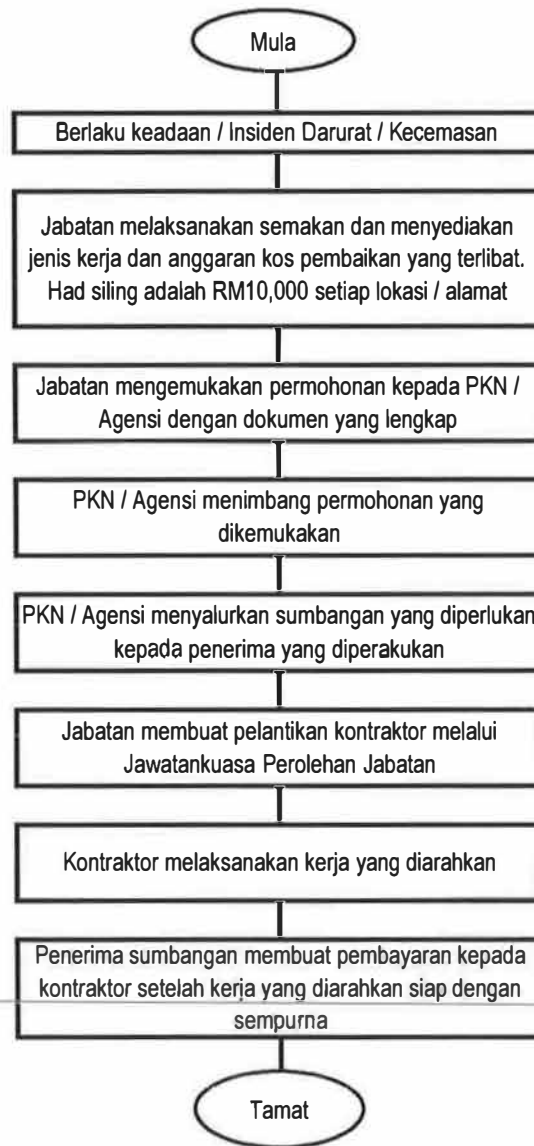 Mula
Berlaku keadaan / Insiden Darurat / Kecemasan
Jabatan melaksanakan semakan dan menyediakan
jenis kerja dan anggaran kos pembaikan yang terlibat.
Had siling adalah RM10,000 setiap lokasi / alamat
Jabatan mengemukakan permohonan kepada PKN /
Agensi dengan dokumen yang lengkap
PKN / Agensi menimbang permohonan yang
dikemukakan
PKN / Agensi menyalurkan sumbangan yang diperlukan
kepada penerima yang diperakukan
Jabatan membuat pelantikan kontraktor melalui
Jawatankuasa Perolehan Jabatan
Kontraktor melaksanakan kerja yang diarahkan
Penerima sumbangan membuat pembayaran kepada
kontraktor setelah kerja yang diarahkan siap dengan
sempurna
Tamat